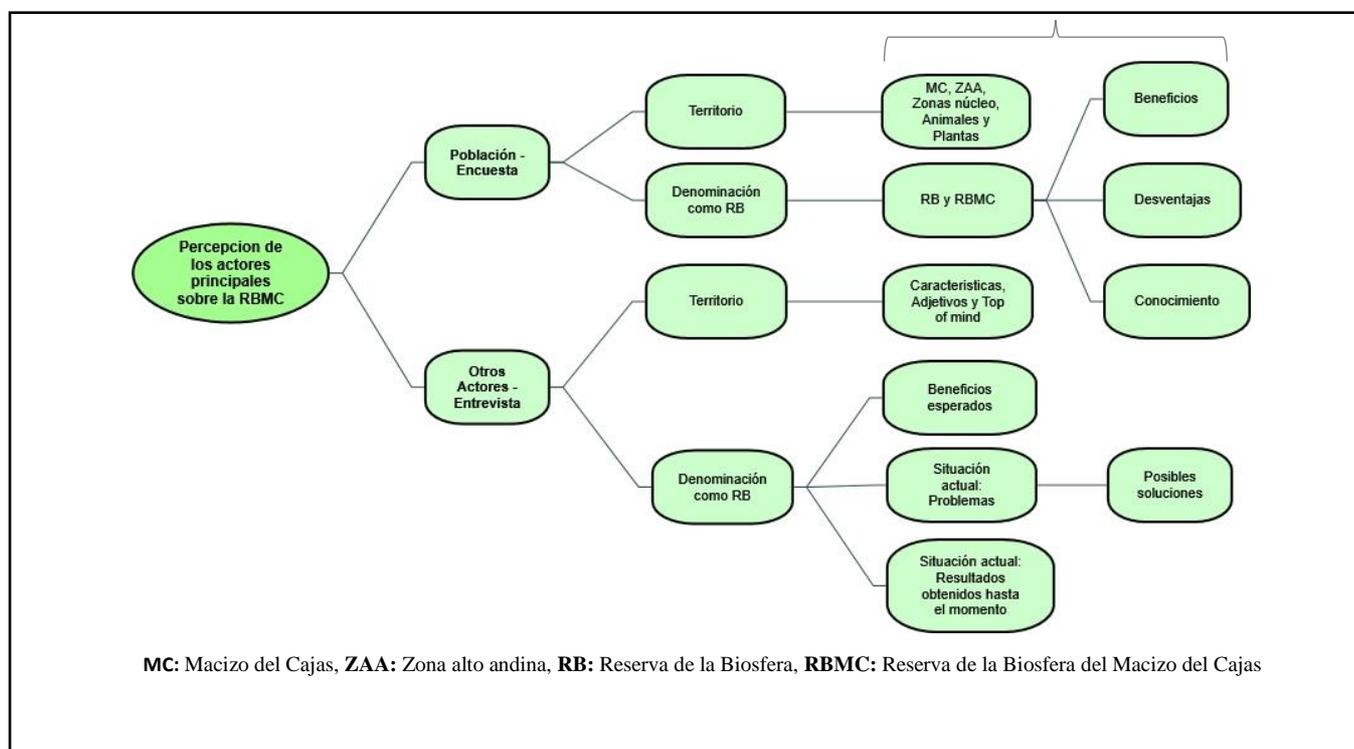 Percepcion de
los actores
principales
sobre la RBMC
Población -
Encuesta
Territorio
MC, ZAA,
Zonas núcleo,
Animales y
Plantas
Denominación
como RB
RB y RBMC
Beneficios
Desventajas
Conocimiento
Otros
Actores -
Entrevista
Territorio
Caracteristicas,
Adjetivos y Top
of mind
Denominación
como RB
Beneficios
esperados
Situación
actual:
Problemas
Posibles
soluciones
Situación actual:
Resultados
obtenidos hasta
el momento
MC: Macizo del Cajas, ZAA: Zona alto andina, RB: Reserva de la Biosfera, RBMC: Reserva de la Biosfera del Macizo del Cajas